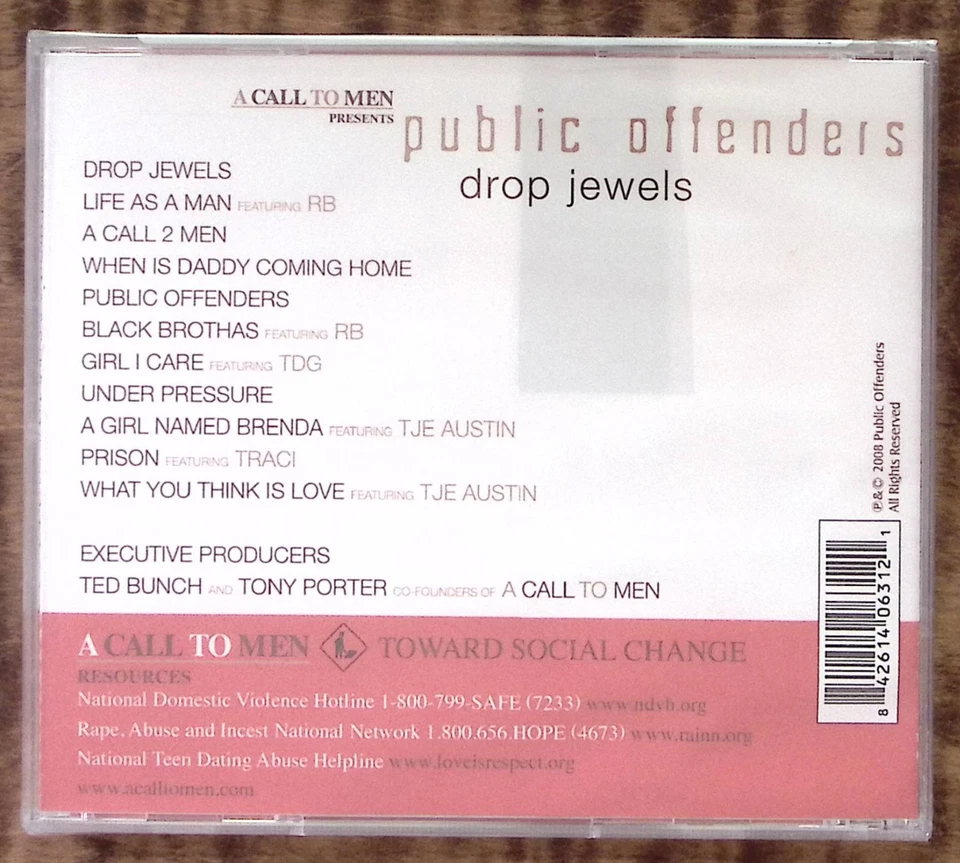 A CALL TO MEN
PRESENTS
public offenders
drop jewels
DROP JEWELS
LIFE AS A MAN FEATURING RB
A CALL 2 MEN
WHEN IS DADDY COMING HOME
PUBLIC OFFENDERS
BLACK BROTHAS FEATURING RB
GIRL I CARE FEATURING TDG
UNDER PRESSURE
A GIRL NAMED BRENDA FEATURING TJE AUSTIN
PRISON FEATURING TRACI
WHAT YOU THINK IS LOVE FEATURING TJE AUSTIN
EXECUTIVE PRODUCERS
TED BUNCH AND TONY PORTER CO-FOUNDERS OF A CALL TO MEN
℗ & © 2008 Public Offenders
All Rights Reserved
8 42614 06312 1
A CALL TO MEN TOWARD SOCIAL CHANGE
RESOURCES
National Domestic Violence Hotline 1-800-799-SAFE (7233) www.ndvh.org
Rape, Abuse and Incest National Network 1.800.656.HOPE (4673) www.rainn.org
National Teen Dating Abuse Helpline www.loveisrespect.org
www.acalltomen.com